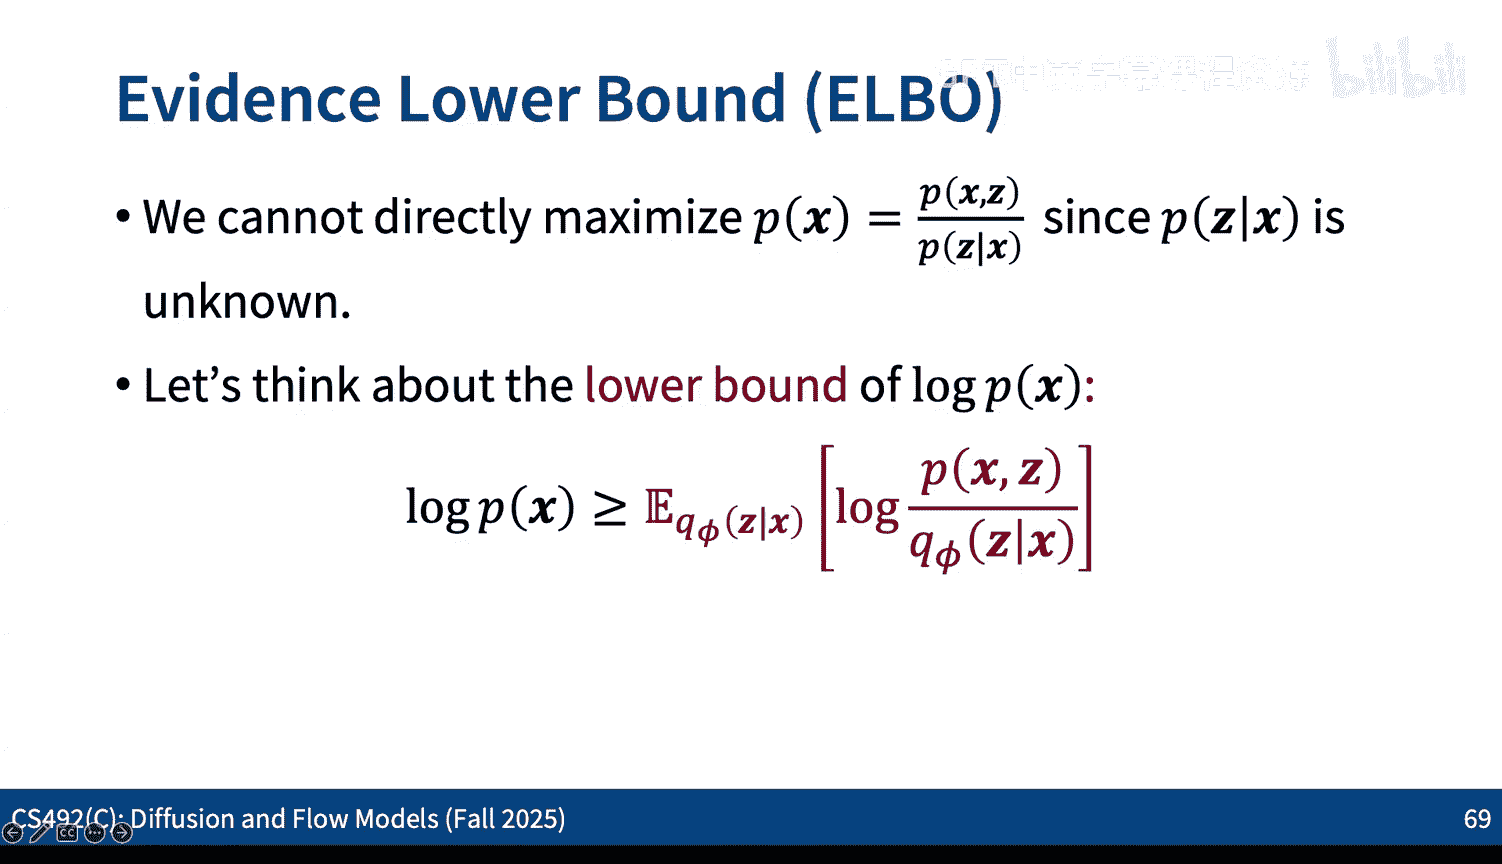 Evidence Lower Bound (ELBO)
• We cannot directly maximize p(x) = p(x,z) / p(z|x) since p(z|x) is
unknown.
• Let’s think about the lower bound of log p(x):
log p(x) ≥ 𝔼_{q_ϕ(z|x)} [ log p(x, z) / q_ϕ(z|x) ]
CS492(C): Diffusion and Flow Models (Fall 2025)
69
bilibili